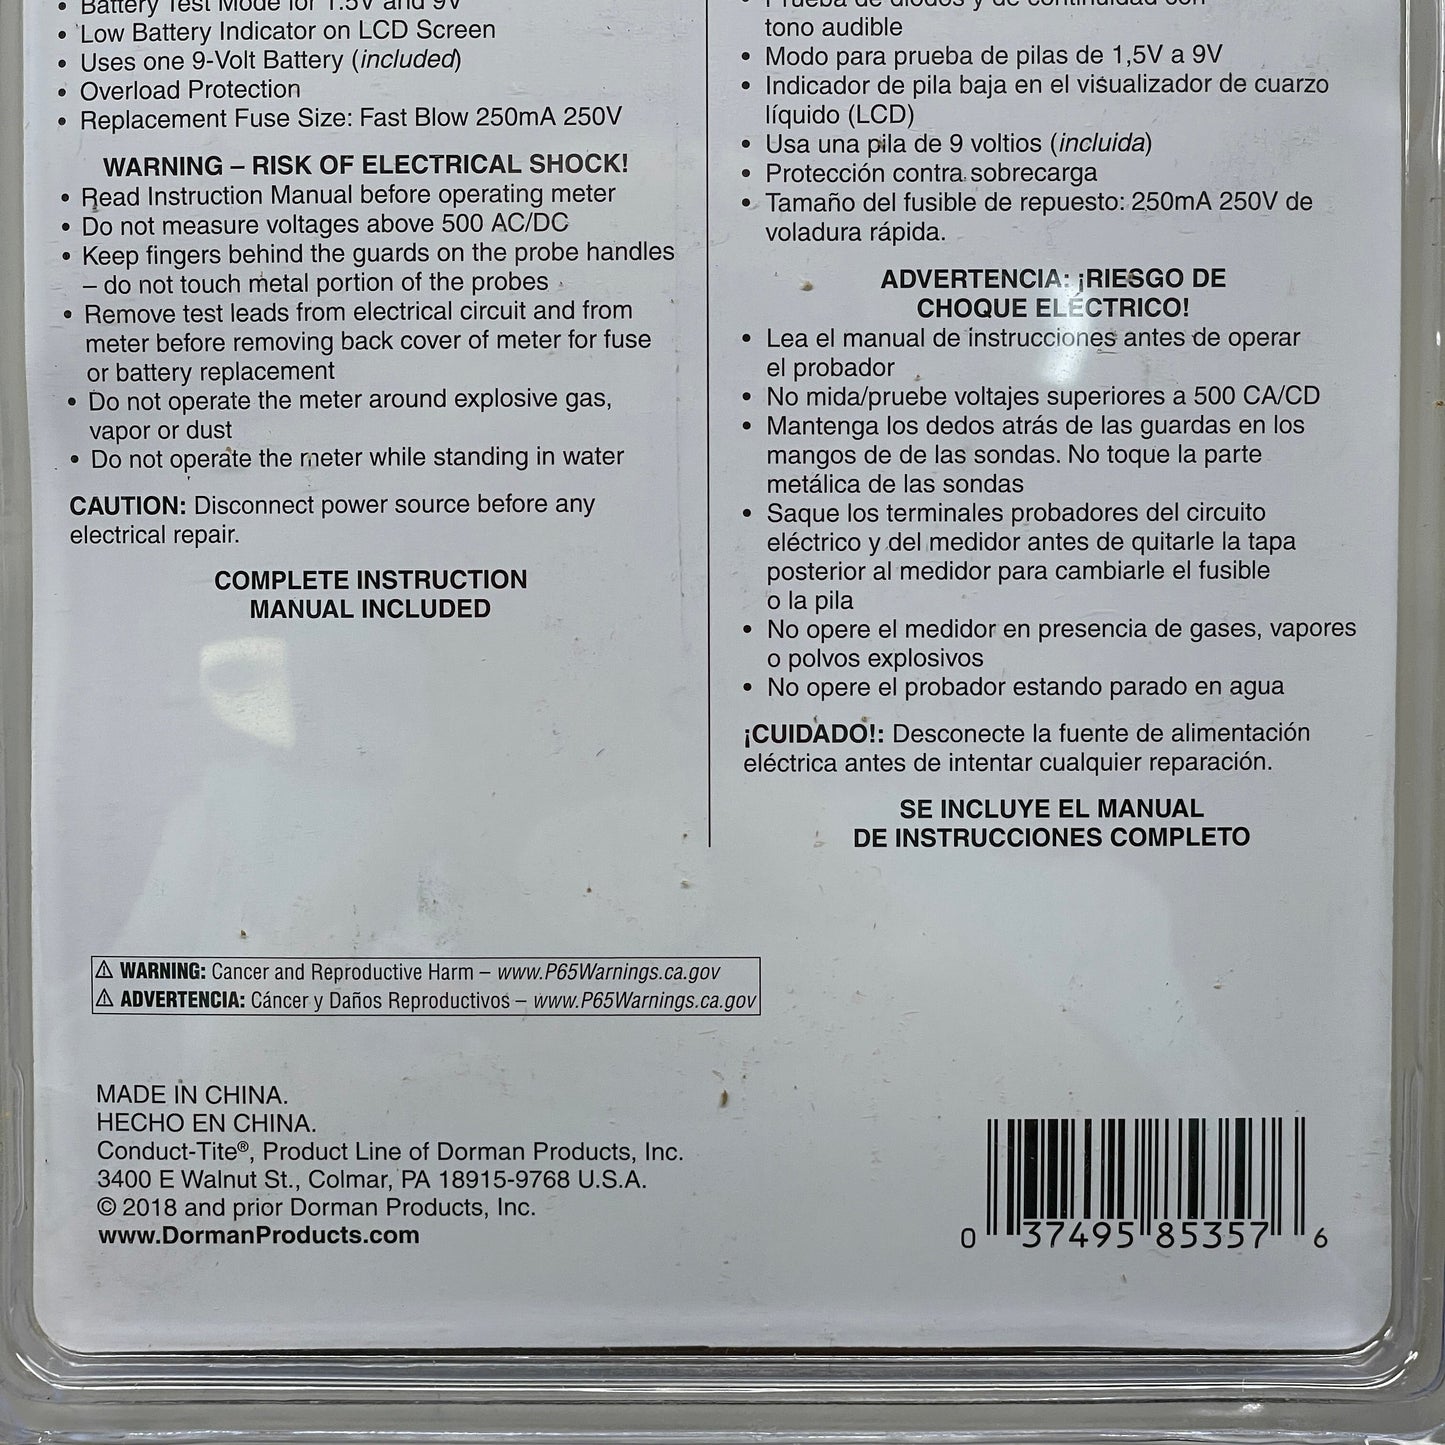 • Battery Test Mode for 1.5V and 9V
• Low Battery Indicator on LCD Screen
• Uses one 9-Volt Battery (included)
• Overload Protection
• Replacement Fuse Size: Fast Blow 250mA 250V
WARNING – RISK OF ELECTRICAL SHOCK!
• Read Instruction Manual before operating meter
• Do not measure voltages above 500 AC/DC
• Keep fingers behind the guards on the probe handles
– do not touch metal portion of the probes
• Remove test leads from electrical circuit and from
meter before removing back cover of meter for fuse
or battery replacement
• Do not operate the meter around explosive gas,
vapor or dust
• Do not operate the meter while standing in water
CAUTION: Disconnect power source before any
electrical repair.
COMPLETE INSTRUCTION
MANUAL INCLUDED
• Prueba de diodos y de continuidad con
tono audible
• Modo para prueba de pilas de 1,5V a 9V
• Indicador de pila baja en el visualizador de cuarzo
líquido (LCD)
• Usa una pila de 9 voltios (incluida)
• Protección contra sobrecarga
• Tamaño del fusible de repuesto: 250mA 250V de
voladura rápida.
ADVERTENCIA: ¡RIESGO DE
CHOQUE ELÉCTRICO!
• Lea el manual de instrucciones antes de operar
el probador
• No mida/pruebe voltajes superiores a 500 CA/CD
• Mantenga los dedos atrás de las guardas en los
mangos de de las sondas. No toque la parte
metálica de las sondas
• Saque los terminales probadores del circuito
eléctrico y del medidor antes de quitarle la tapa
posterior al medidor para cambiarle el fusible
o la pila
• No opere el medidor en presencia de gases, vapores
o polvos explosivos
• No opere el probador estando parado en agua
¡CUIDADO!: Desconecte la fuente de alimentación
eléctrica antes de intentar cualquier reparación.
SE INCLUYE EL MANUAL
DE INSTRUCCIONES COMPLETO
⚠ WARNING: Cancer and Reproductive Harm – www.P65Warnings.ca.gov
⚠ ADVERTENCIA: Cáncer y Daños Reproductivos – www.P65Warnings.ca.gov
MADE IN CHINA.
HECHO EN CHINA.
Conduct-Tite®, Product Line of Dorman Products, Inc.
3400 E Walnut St., Colmar, PA 18915-9768 U.S.A.
© 2018 and prior Dorman Products, Inc.
www.DormanProducts.com
0 37495 85357 6